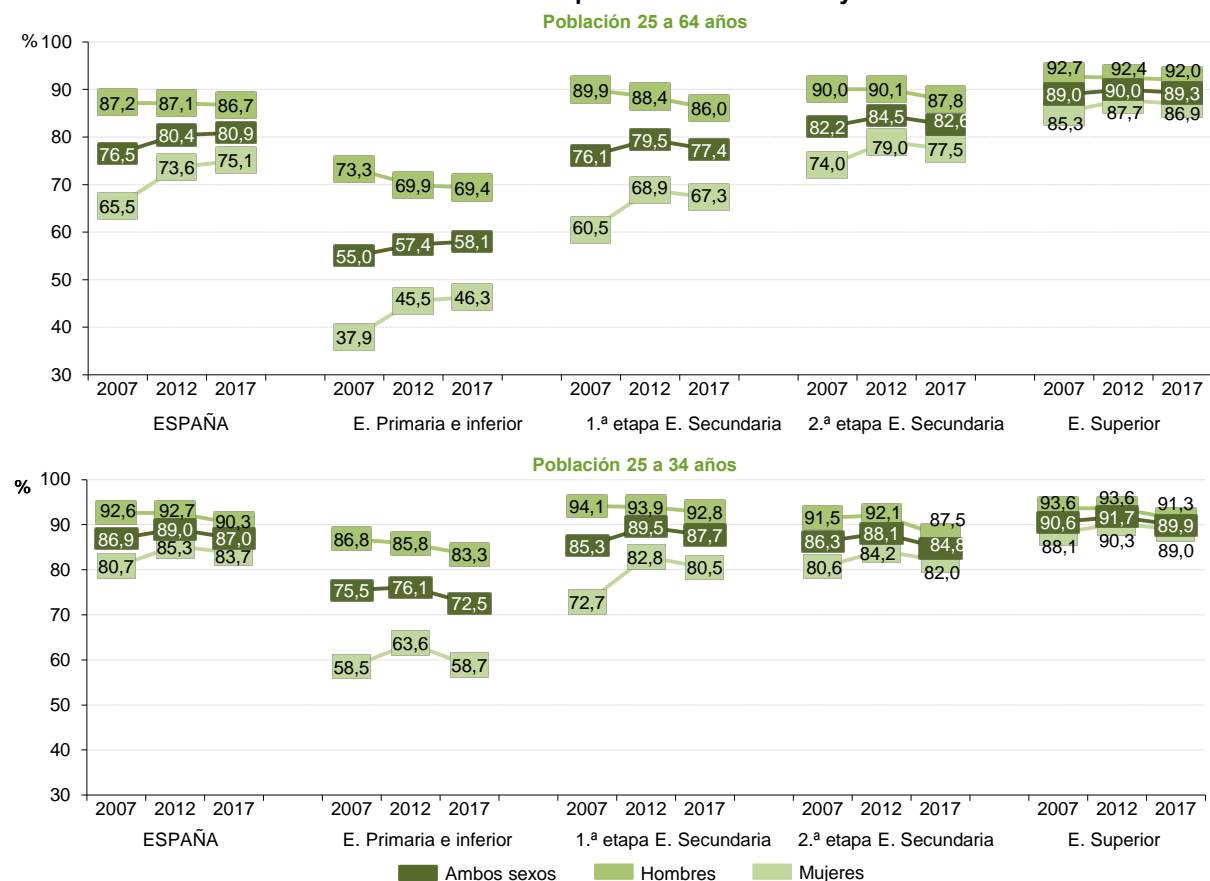 Población 25 a 64 años
% 100
90
80
70
60
50
40
30
87,2 87,1 86,7
76,5 80,4 80,9
65,5 73,6 75,1
73,3 69,9 69,4
55,0 57,4 58,1
37,9 45,5 46,3
89,9 88,4 86,0
76,1 79,5 77,4
60,5 68,9 67,3
90,0 90,1 87,8
82,2 84,5 82,6
74,0 79,0 77,5
92,7 92,4 92,0
89,0 90,0 89,3
85,3 87,7 86,9
2007 2012 2017 2007 2012 2017 2007 2012 2017 2007 2012 2017 2007 2012 2017
ESPAÑA E. Primaria e inferior 1.ª etapa E. Secundaria 2.ª etapa E. Secundaria E. Superior
Población 25 a 34 años
% 100
90
80
70
60
50
40
30
92,6 92,7 90,3
86,9 89,0 87,0
80,7 85,3 83,7
86,8 85,8 83,3
75,5 76,1 72,5
58,5 63,6 58,7
94,1 93,9 92,8
85,3 89,5 87,7
72,7 82,8 80,5
91,5 92,1 87,5
86,3 88,1 84,8
80,6 84,2 82,0
93,6 93,6 91,3
90,6 91,7 89,9
88,1 90,3 89,0
2007 2012 2017 2007 2012 2017 2007 2012 2017 2007 2012 2017 2007 2012 2017
ESPAÑA E. Primaria e inferior 1.ª etapa E. Secundaria 2.ª etapa E. Secundaria E. Superior
Ambos sexos Hombres Mujeres